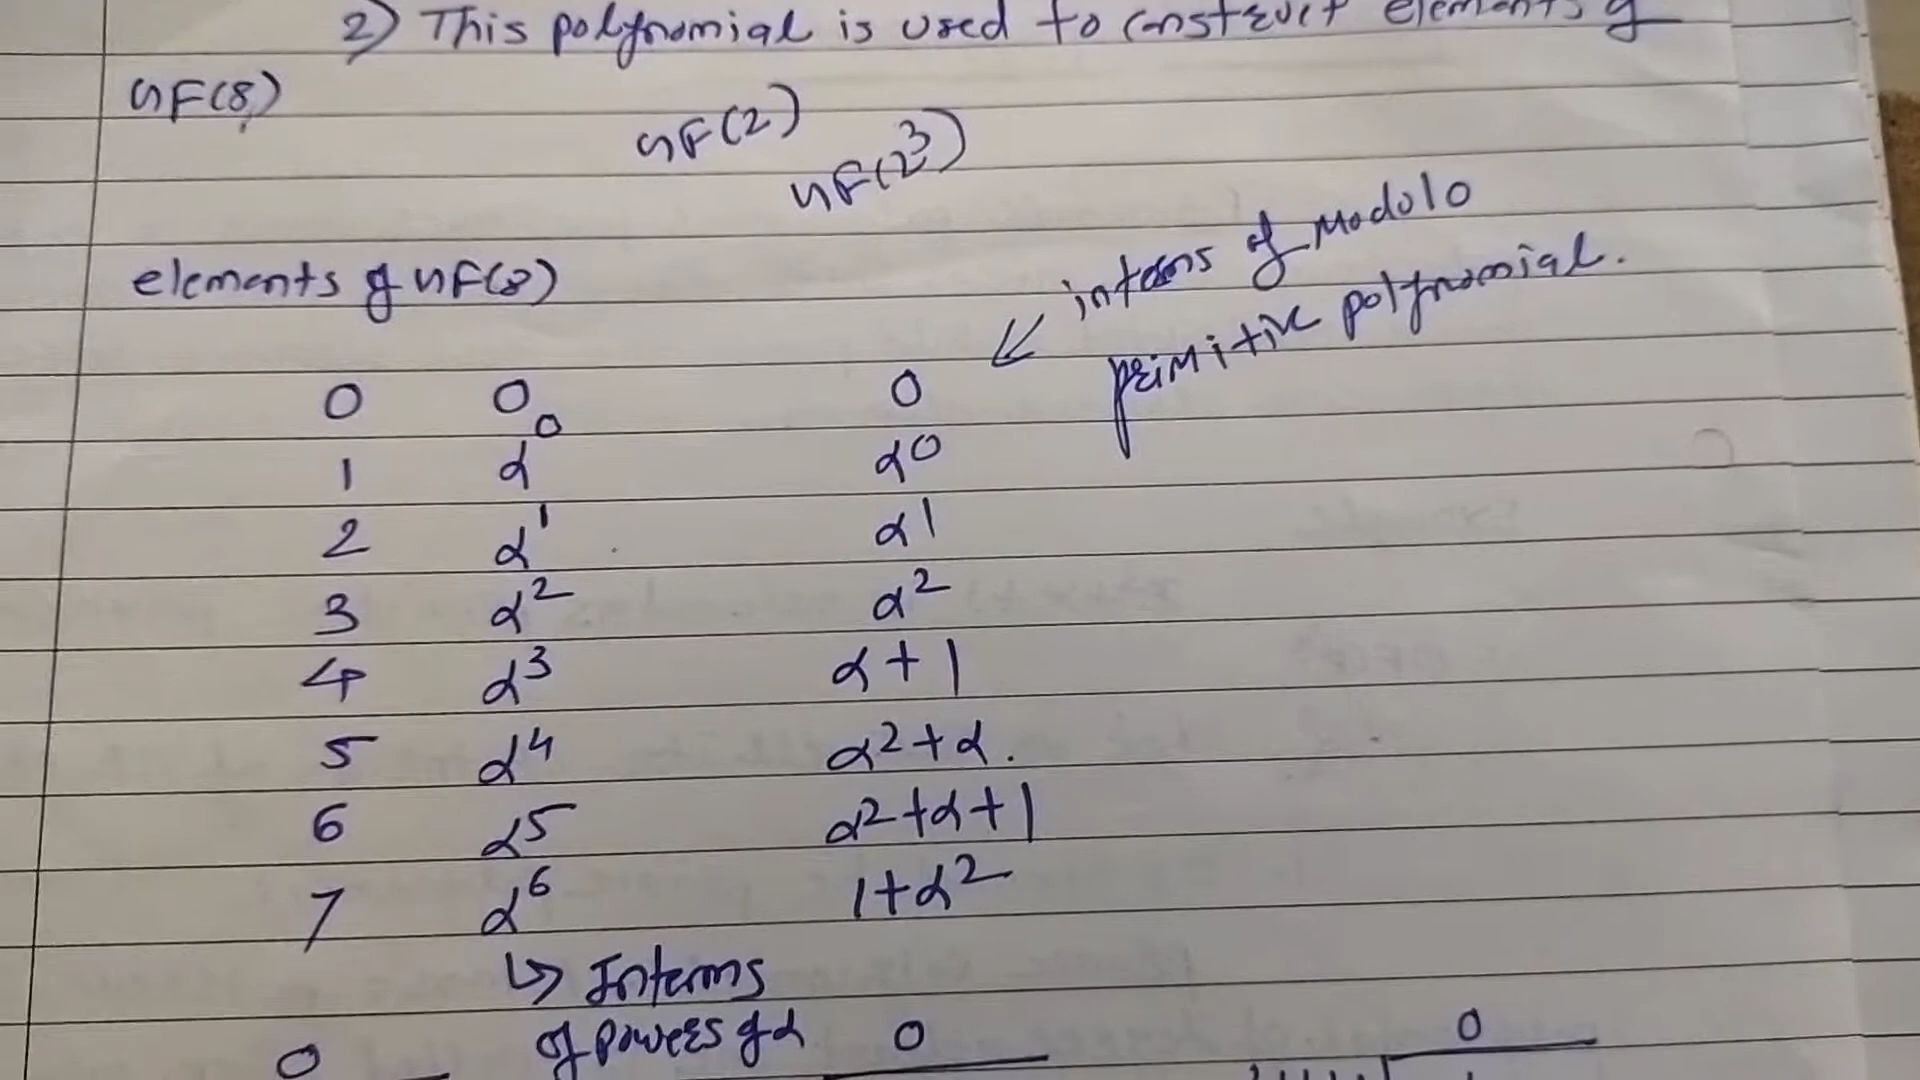 2) This polynomial is used to construct elements of
GF(8)
GF(2)
GF(2³)
elements of GF(8)
interms of Modulo
primitive polynomial.
0 0 0
1 α⁰ α0
2 α¹ α1
3 α² α²
4 α³ α+1
5 α⁴ α²+α.
6 α⁵ α²+α+1
7 α⁶ 1+α²
↳ Interms
of powers of α
0 0 0